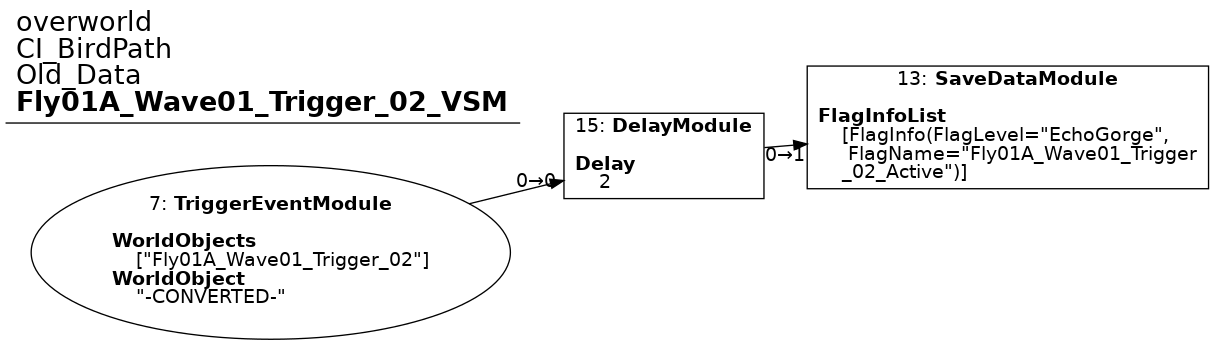 overworld
CI_BirdPath
Old_Data
Fly01A_Wave01_Trigger_02_VSM
7: TriggerEventModule
WorldObjects
["Fly01A_Wave01_Trigger_02"]
WorldObject
"-CONVERTED-"
0→0
15: DelayModule
Delay
2
0→1
13: SaveDataModule
FlagInfoList
[FlagInfo(FlagLevel="EchoGorge",
FlagName="Fly01A_Wave01_Trigger
_02_Active")]